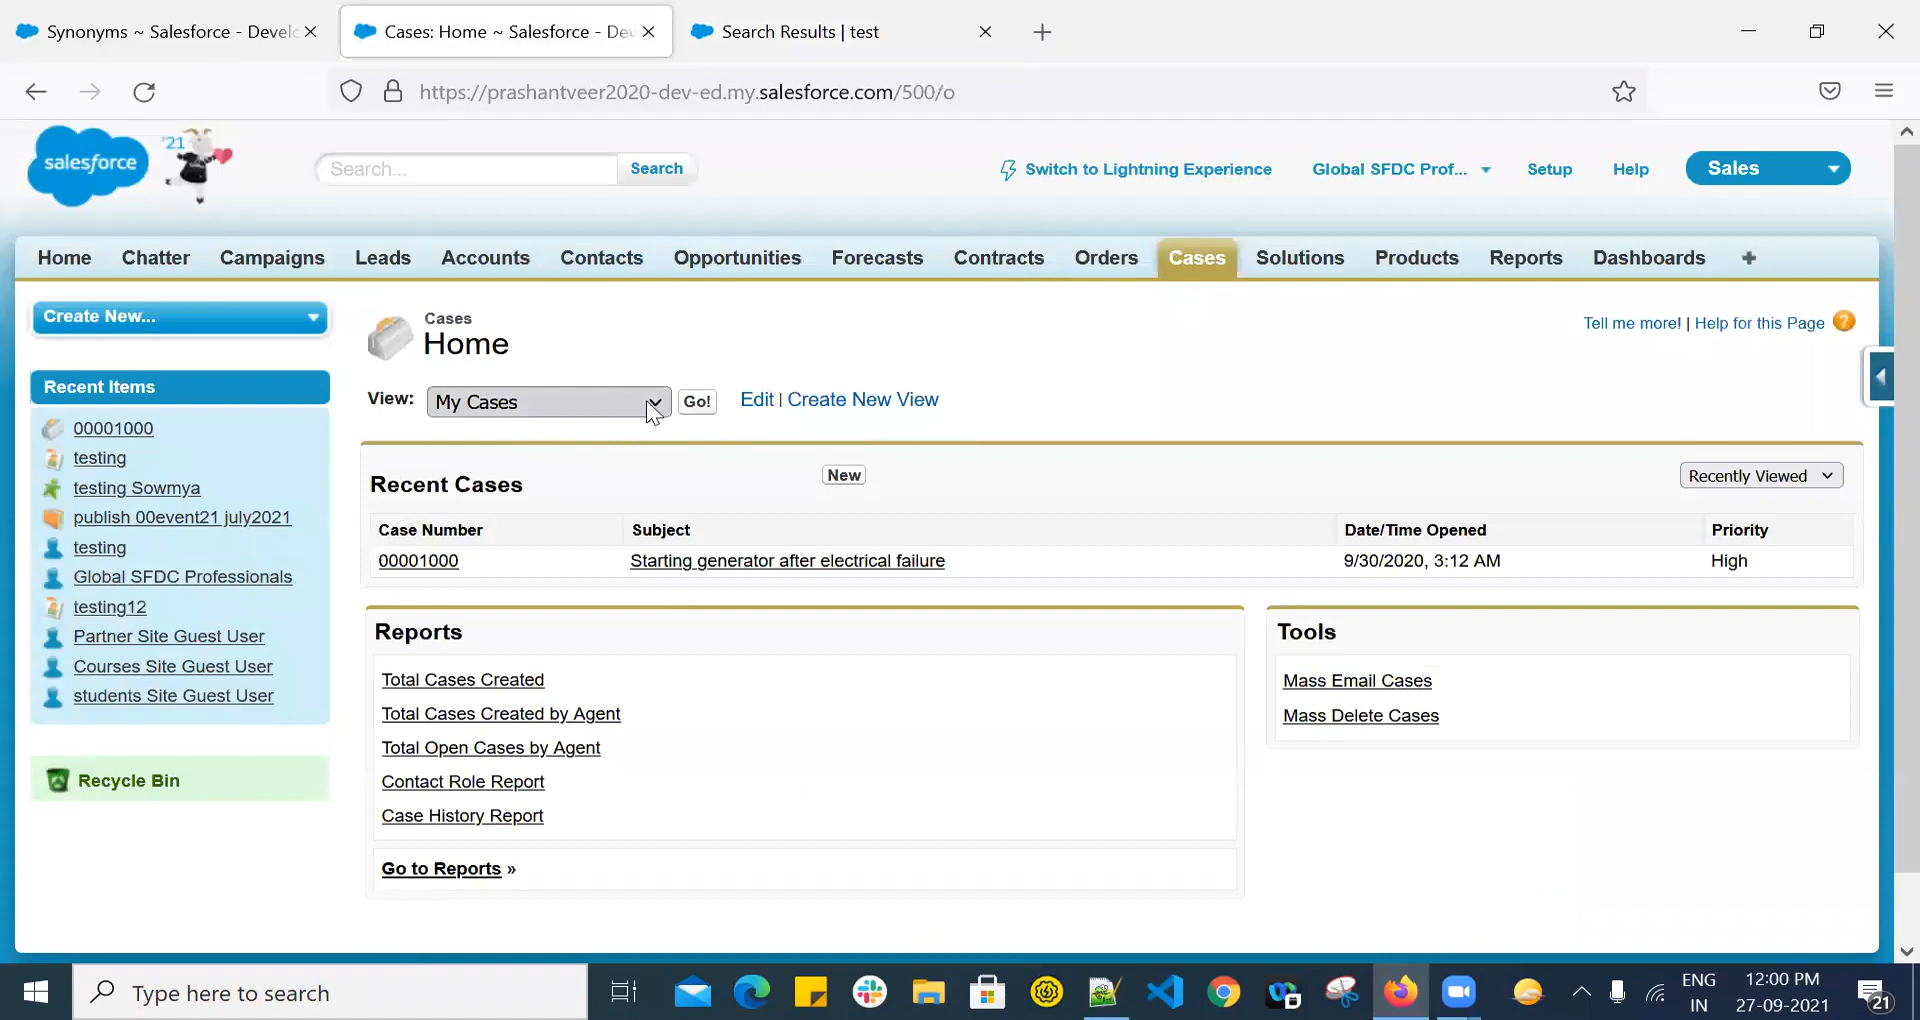 Synonyms ~ Salesforce - Develo
Cases: Home ~ Salesforce - Dev
Search Results | test
https://prashantveer2020-dev-ed.my.salesforce.com/500/o
salesforce
'21
Search...
Search
Switch to Lightning Experience
Global SFDC Prof...
Setup
Help
Sales
Home
Chatter
Campaigns
Leads
Accounts
Contacts
Opportunities
Forecasts
Contracts
Orders
Cases
Solutions
Products
Reports
Dashboards
+
Create New...
Recent Items
00001000
testing
testing Sowmya
publish 00event21 july2021
testing
Global SFDC Professionals
testing12
Partner Site Guest User
Courses Site Guest User
students Site Guest User
Recycle Bin
Cases
Home
Tell me more! | Help for this Page
?
View:
My Cases
Go!
Edit | Create New View
Recent Cases
New
Recently Viewed
Case Number
Subject
Date/Time Opened
Priority
00001000
Starting generator after electrical failure
9/30/2020, 3:12 AM
High
Reports
Total Cases Created
Total Cases Created by Agent
Total Open Cases by Agent
Contact Role Report
Case History Report
Go to Reports »
Tools
Mass Email Cases
Mass Delete Cases
Type here to search
ENG
IN
12:00 PM
27-09-2021
21